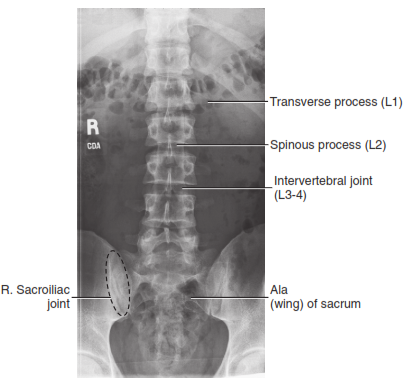 Transverse process (L1)
R
CDA
Spinous process (L2)
Intervertebral joint
(L3-4)
R. Sacroiliac
joint
Ala
(wing) of sacrum